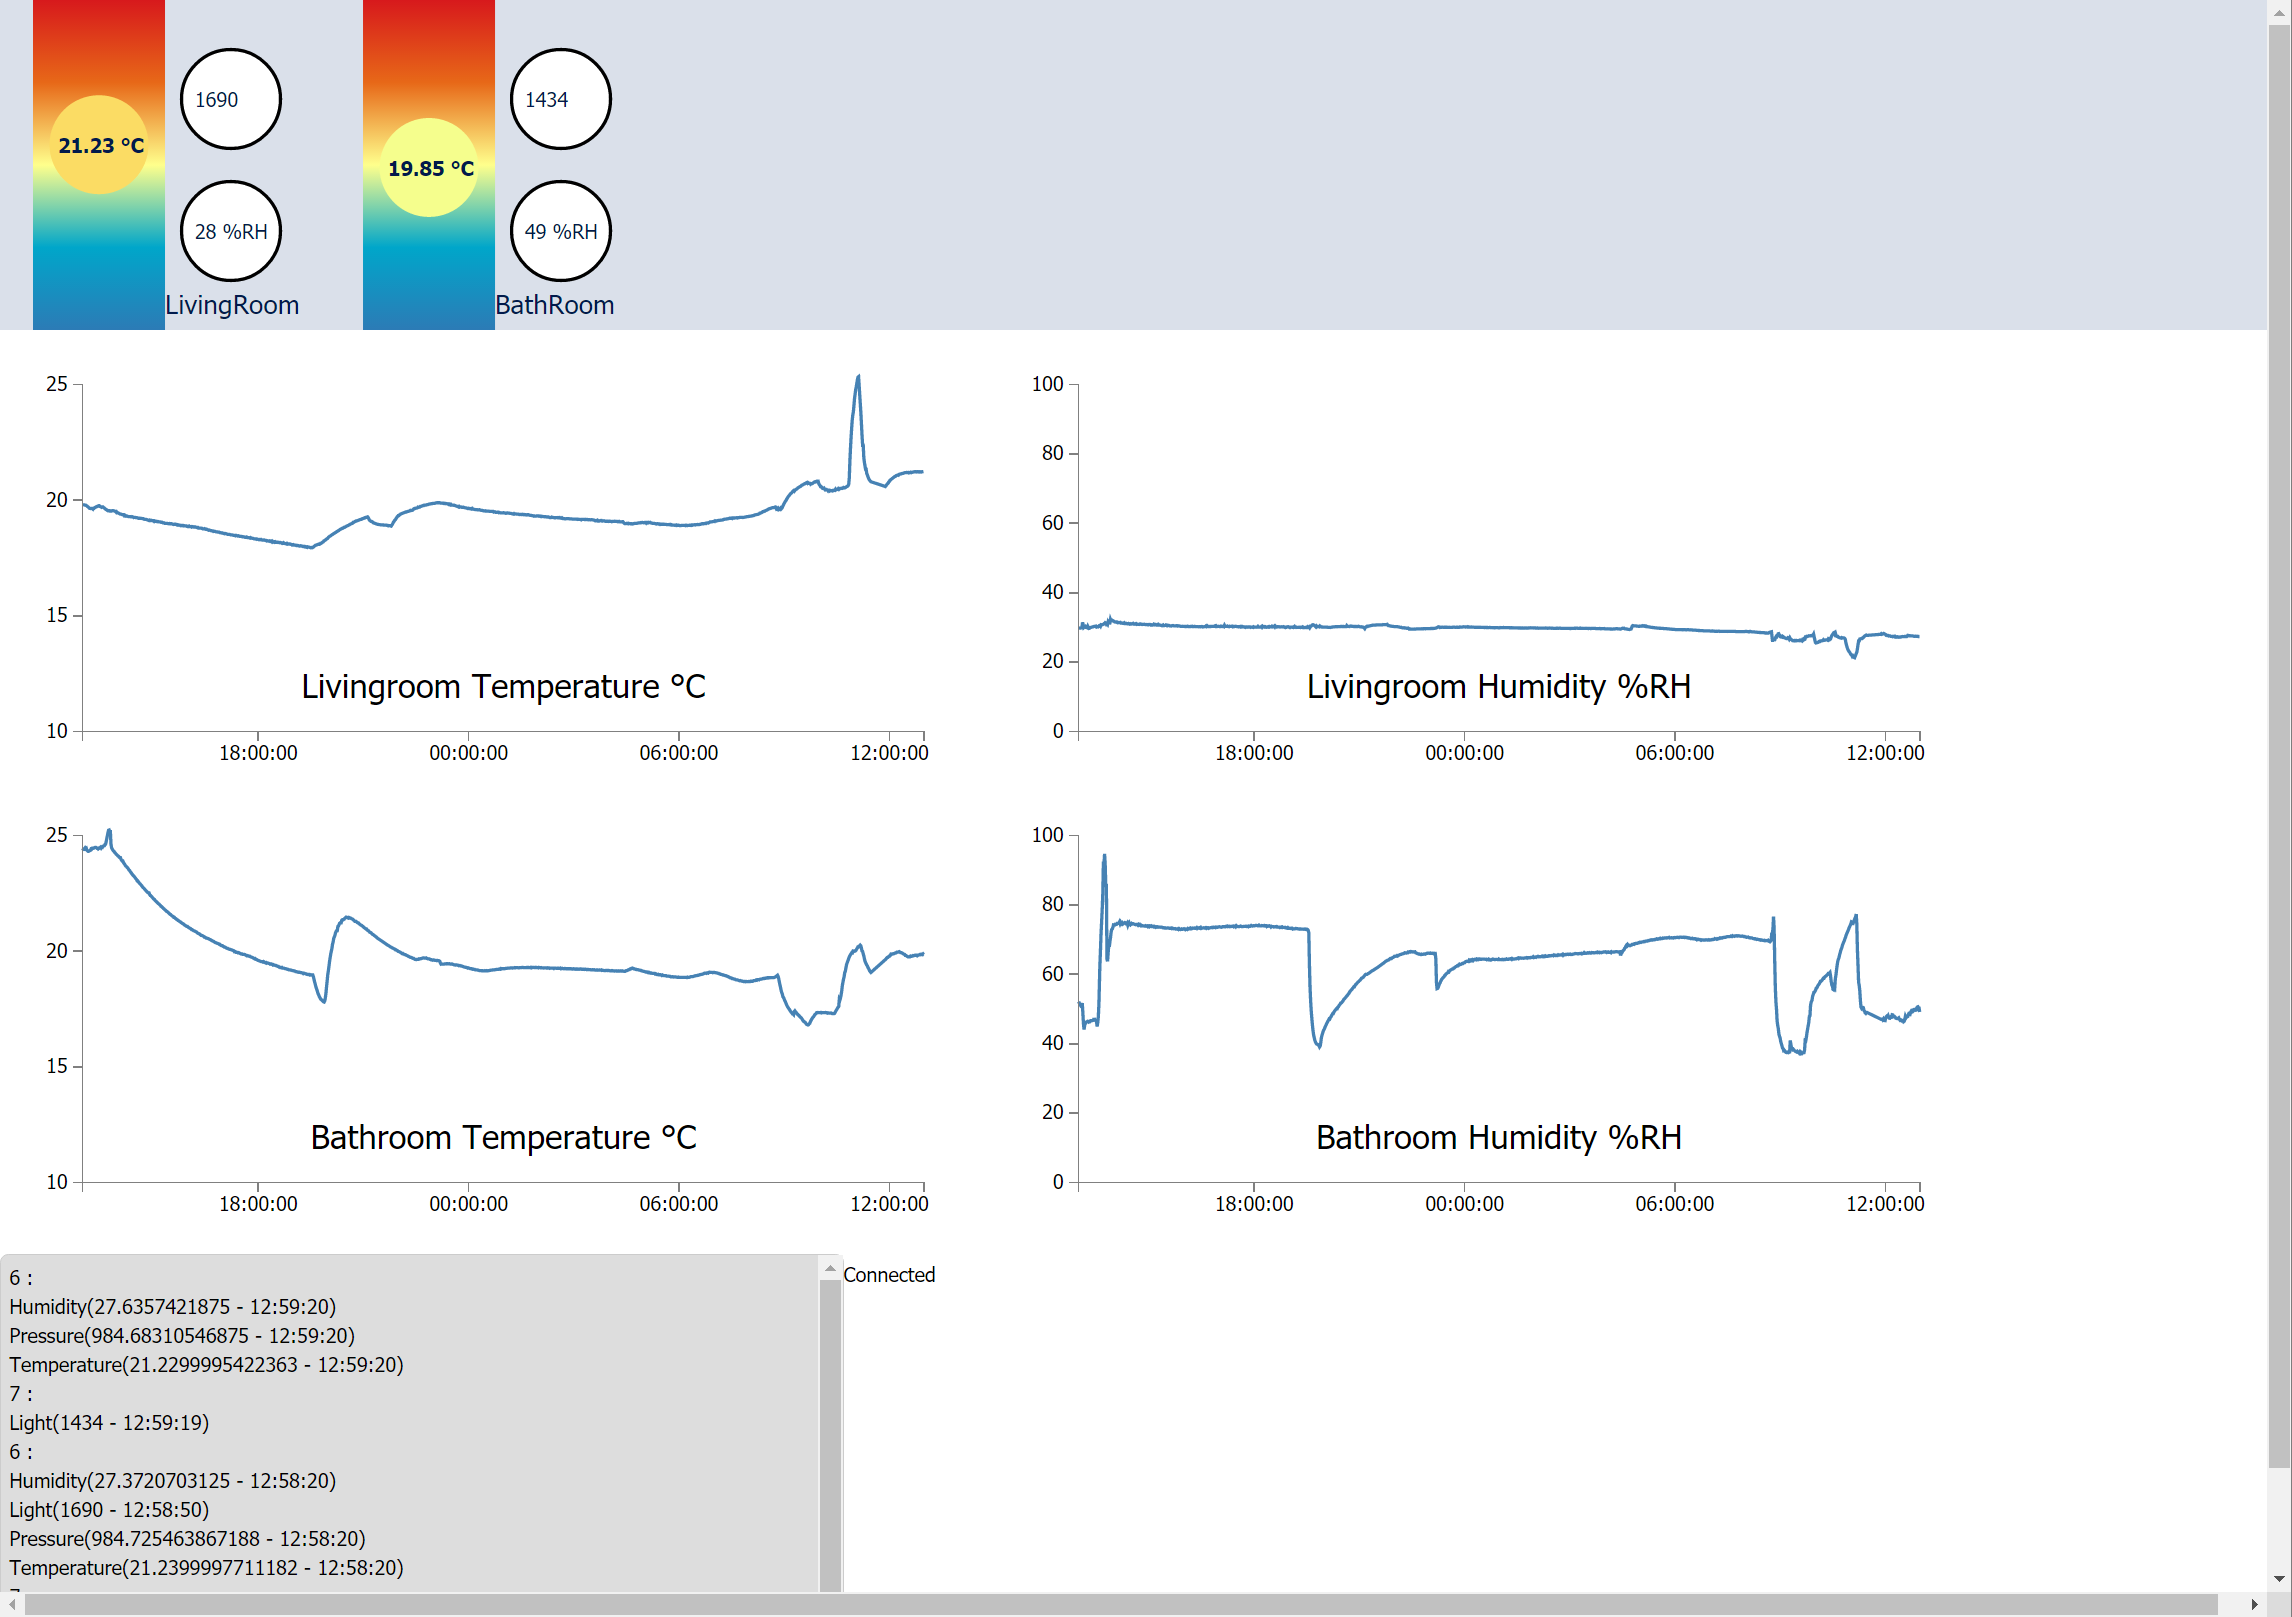 1690
1434
21.23 °C
19.85 °C
28 %RH
49 %RH
LivingRoom
BathRoom
25
20
15
10
Livingroom Temperature °C
18:00:00
00:00:00
06:00:00
12:00:00
100
80
60
40
20
0
Livingroom Humidity %RH
18:00:00
00:00:00
06:00:00
12:00:00
25
20
15
10
Bathroom Temperature °C
18:00:00
00:00:00
06:00:00
12:00:00
100
80
60
40
20
0
Bathroom Humidity %RH
18:00:00
00:00:00
06:00:00
12:00:00
6 :
Humidity(27.6357421875 - 12:59:20)
Pressure(984.68310546875 - 12:59:20)
Temperature(21.2299995422363 - 12:59:20)
7 :
Light(1434 - 12:59:19)
6 :
Humidity(27.3720703125 - 12:58:20)
Light(1690 - 12:58:50)
Pressure(984.725463867188 - 12:58:20)
Temperature(21.2399997711182 - 12:58:20)
Connected